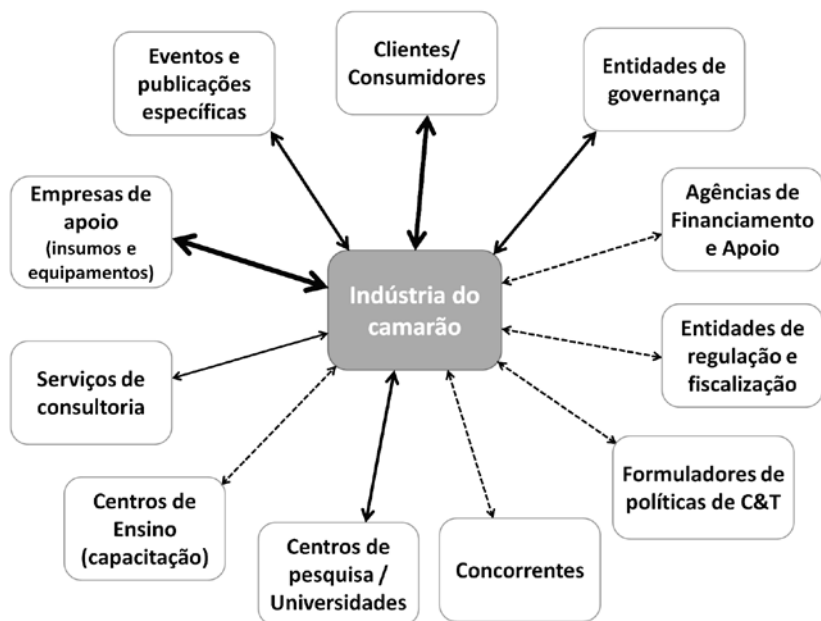 Eventos e
publicações
específicas
Clientes/
Consumidores
Entidades de
governança
Empresas de
apoio
(insumos e
equipamentos)
Agências de
Financiamento
e Apoio
Indústria do
camarão
Serviços de
consultoria
Entidades de
regulação e
fiscalização
Centros de
Ensino
(capacitação)
Centros de
pesquisa /
Universidades
Concorrentes
Formuladores de
políticas de C&T